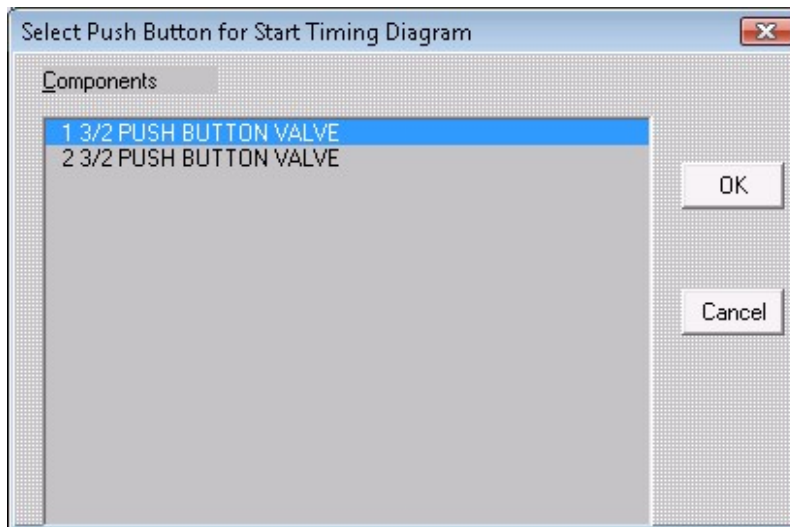 Select Push Button for Start Timing Diagram
Components
1 3/2 PUSH BUTTON VALVE
2 3/2 PUSH BUTTON VALVE
OK
Cancel